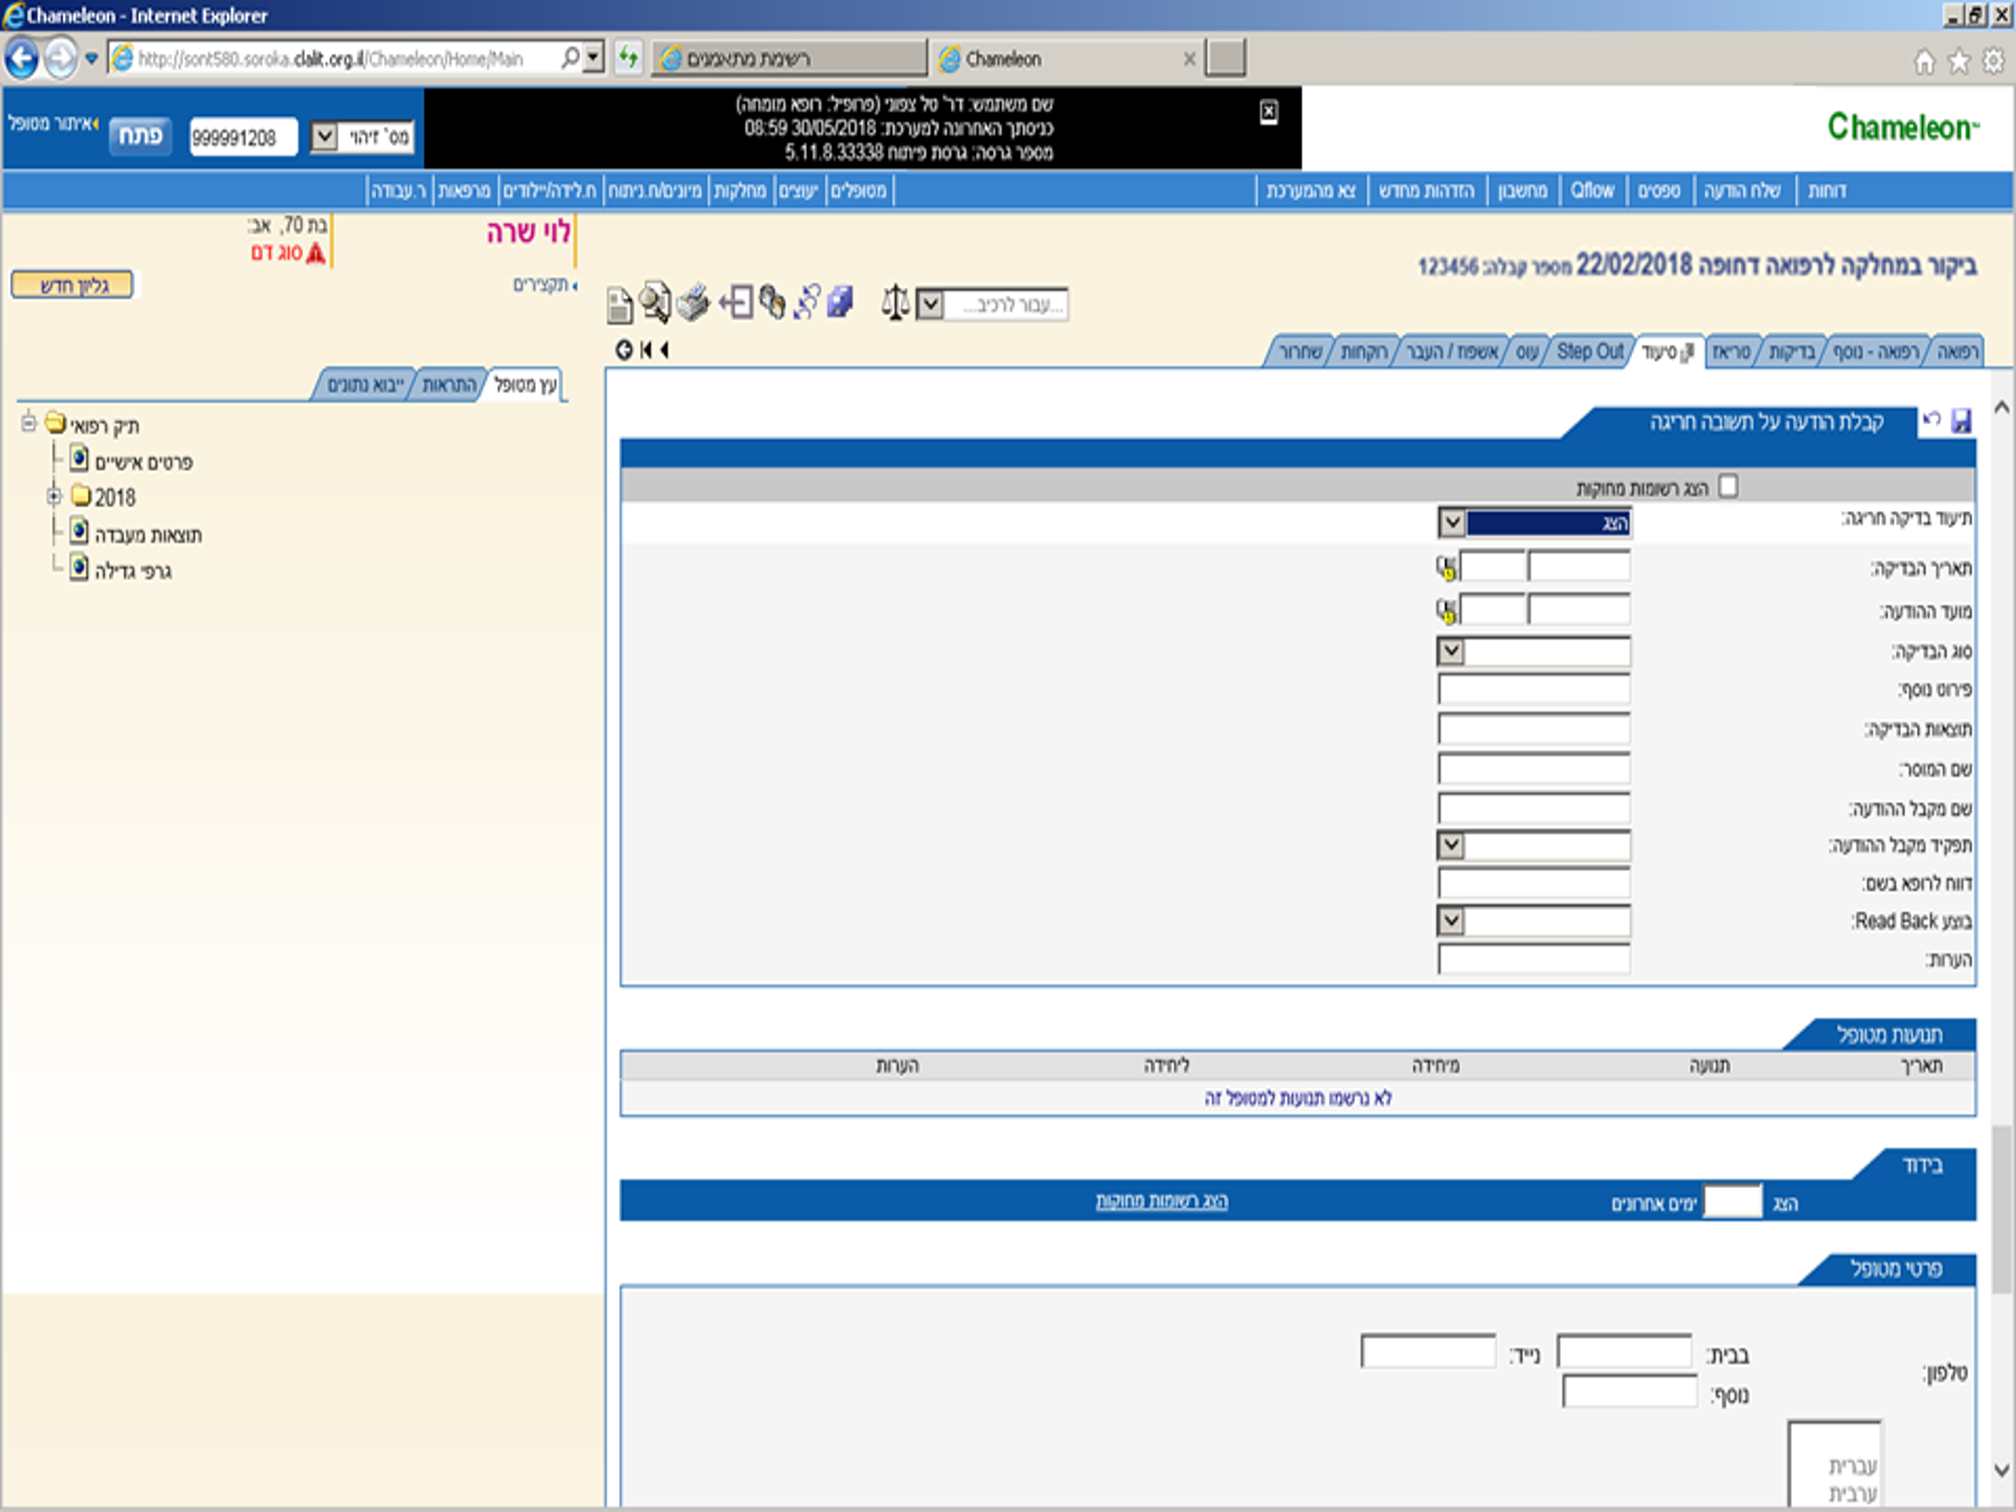 Chameleon - Internet Explorer
http://sont580.soroka.clalit.org.il/Chameleon/Home/Main
רשימת מתאמנים
Chameleon
איתור מטופל
פתח
999991208
מס' זיהוי
שם משתמש: דר' טל צפוני (פרופיל: רופא מומחה)
כניסתך האחרונה למערכת: 30/05/2018 08:59
מספר גרסה: גרסת פיתוח 5.11.8.33338
Chameleon
דוחות | שלח הודעה | טפסים | Qflow | מחשבון | הזדהות מחדש | צא מהמערכת
מטופלים | יעוצים | מחלקות | מיונים/ח.ניתוח | ח.לידה/יילודים | מרפאות | ר.עבודה
ביקור במחלקה לרפואה דחופה 22/02/2018 מספר קבלה: 123456
לוי שרה
בת 70, אב:
סוג דם
תקצירים
גליון חדש
עבור לרכיב...
רפואה
רפואה - נוסף
בדיקות
טריאז
סיעוד
Step Out
עוס
אשפוז / העבר
רוקחות
שחרור
עץ מטופל
התראות
ייבוא נתונים
תיק רפואי
פרטים אישיים
2018
תוצאות מעבדה
גרפי גדילה
קבלת הודעה על תשובה חריגה
הצג רשומות מחוקות
תיעוד בדיקה חריגה:
הצג
תאריך הבדיקה:
מועד ההודעה:
סוג הבדיקה:
פירוט נוסף:
תוצאות הבדיקה:
שם המוסר:
שם מקבל ההודעה:
תפקיד מקבל ההודעה:
דווח לרופא בשם:
בוצע Read Back:
הערות:
תנועות מטופל
תאריך
תנועה
מיחידה
ליחידה
הערות
לא נרשמו תנועות למטופל זה
בידוד
הצג
ימים אחרונים
הצג רשומות מחוקות
פרטי מטופל
טלפון:
בבית:
נייד:
נוסף:
עברית
ערבית